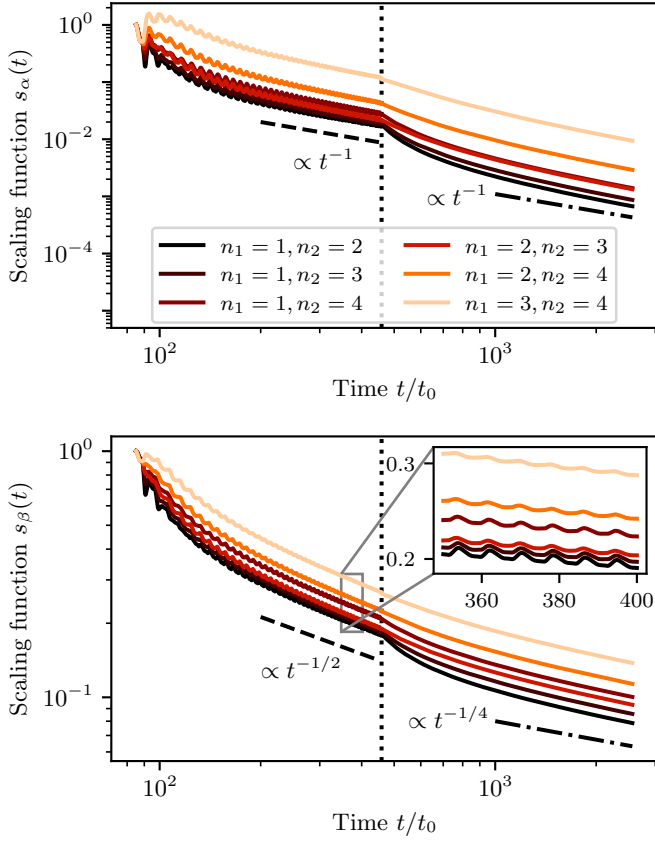 Scaling function s_α(t)
10^0
10^−2
10^−4
∝ t^−1
∝ t^−1
n_1 = 1, n_2 = 2
n_1 = 1, n_2 = 3
n_1 = 1, n_2 = 4
n_1 = 2, n_2 = 3
n_1 = 2, n_2 = 4
n_1 = 3, n_2 = 4
10^2
10^3
Time t/t_0
Scaling function s_β(t)
10^0
10^−1
0.3
0.2
360
380
400
∝ t^−1/2
∝ t^−1/4
10^2
10^3
Time t/t_0